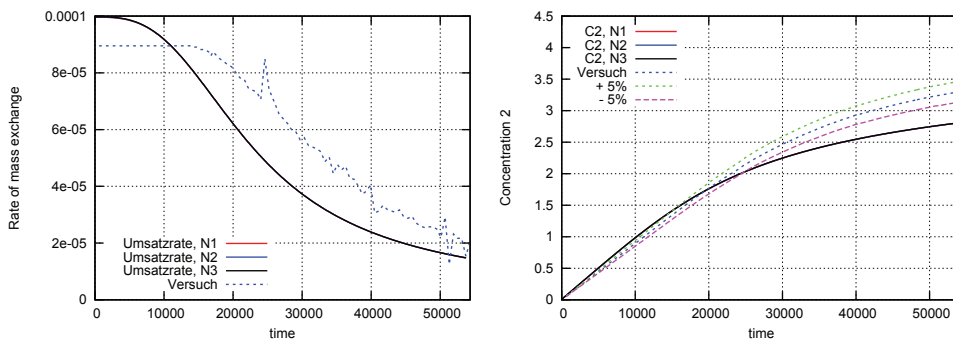 0.0001
8e-05
6e-05
4e-05
2e-05
0
Rate of mass exchange
Umsatzrate, N1
Umsatzrate, N2
Umsatzrate, N3
Versuch
0 10000 20000 30000 40000 50000
time
4.5
4
3.5
3
2.5
2
1.5
1
0.5
0
Concentration 2
C2, N1
C2, N2
C2, N3
Versuch
+ 5%
- 5%
0 10000 20000 30000 40000 50000
time